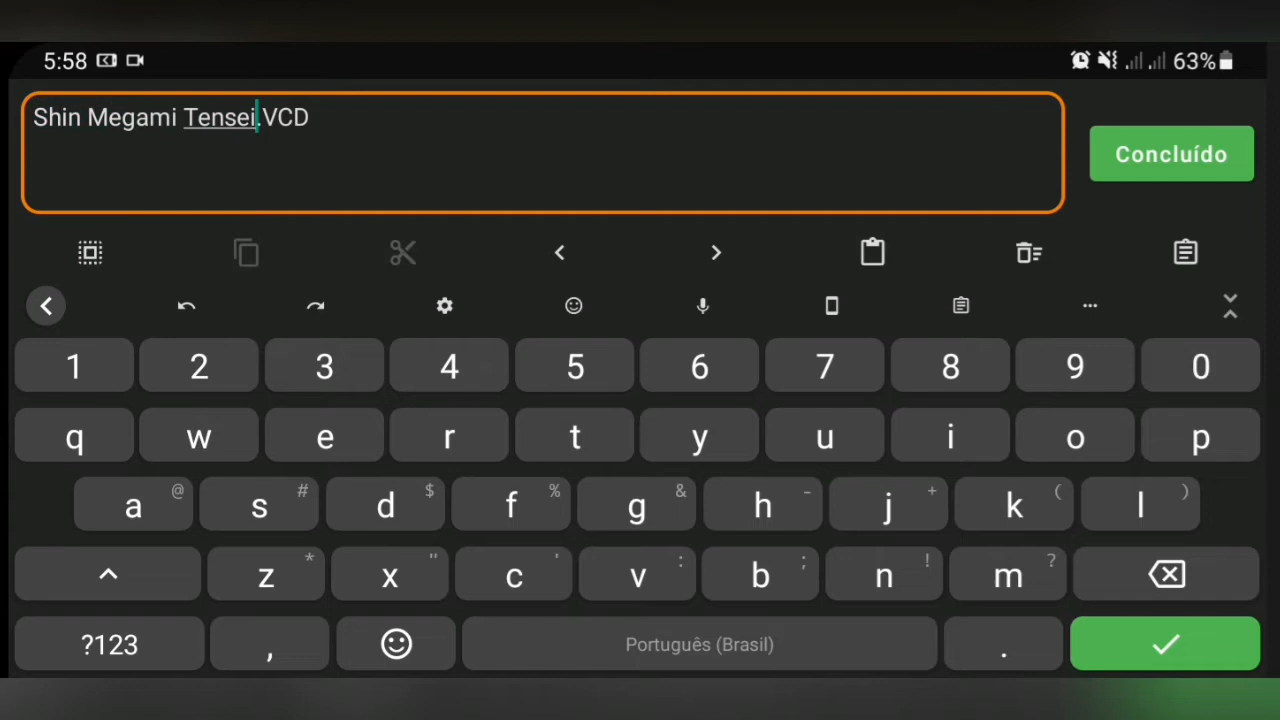 5:58 63%
Shin Megami Tensei.VCD
Concluído
1 2 3 4 5 6 7 8 9 0
q w e r t y u i o p
a @ s # d $ f % g & h - j + k ( l )
z * x " c ' v : b ; n ! m ?
?123 , Português (Brasil) .